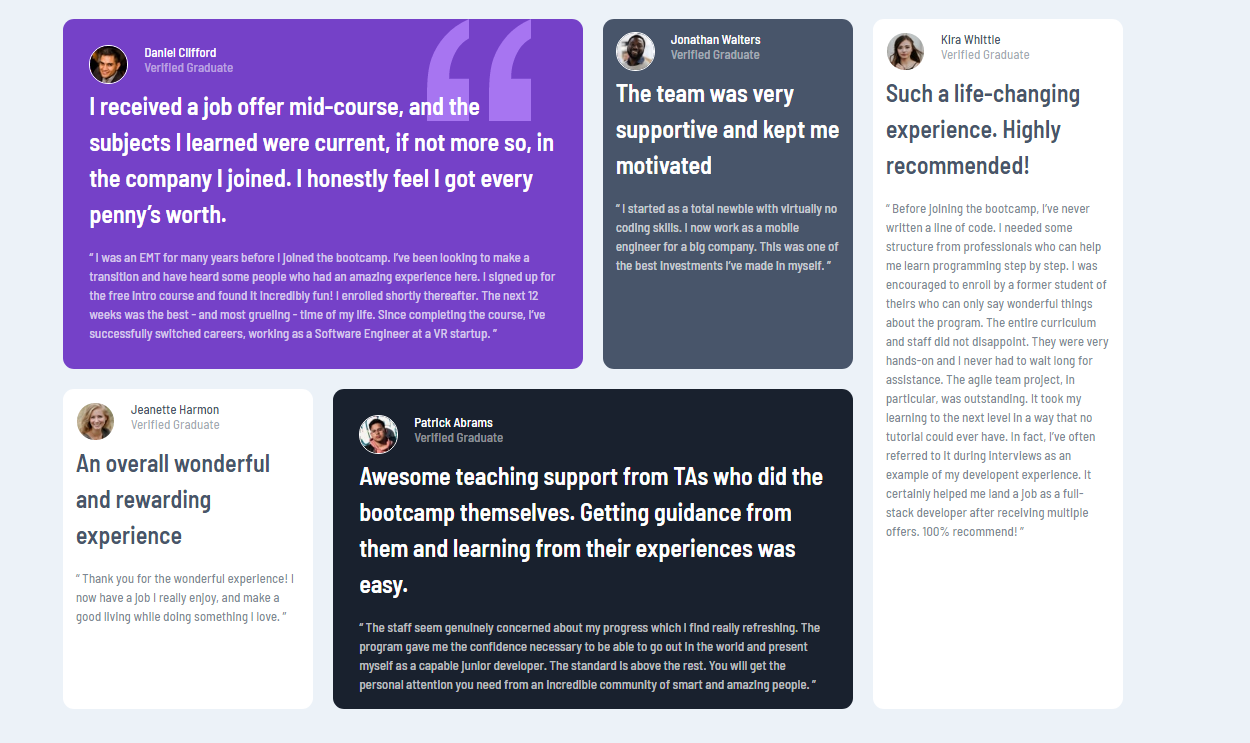 Daniel Clifford
Verified Graduate
I received a job offer mid-course, and the
subjects I learned were current, if not more so, in
the company I joined. I honestly feel I got every
penny’s worth.
“ I was an EMT for many years before I joined the bootcamp. I’ve been looking to make a
transition and have heard some people who had an amazing experience here. I signed up for
the free intro course and found it incredibly fun! I enrolled shortly thereafter. The next 12
weeks was the best - and most grueling - time of my life. Since completing the course, I’ve
successfully switched careers, working as a Software Engineer at a VR startup. ”
Jonathan Walters
Verified Graduate
The team was very
supportive and kept me
motivated
“ I started as a total newbie with virtually no
coding skills. I now work as a mobile
engineer for a big company. This was one of
the best investments I’ve made in myself. ”
Kira Whittle
Verified Graduate
Such a life-changing
experience. Highly
recommended!
“ Before joining the bootcamp, I’ve never
written a line of code. I needed some
structure from professionals who can help
me learn programming step by step. I was
encouraged to enroll by a former student of
theirs who can only say wonderful things
about the program. The entire curriculum
and staff did not disappoint. They were very
hands-on and I never had to wait long for
assistance. The agile team project, in
particular, was outstanding. It took my
learning to the next level in a way that no
tutorial could ever have. In fact, I’ve often
referred to it during interviews as an
example of my developent experience. It
certainly helped me land a job as a full-
stack developer after receiving multiple
offers. 100% recommend! ”
Jeanette Harmon
Verified Graduate
An overall wonderful
and rewarding
experience
“ Thank you for the wonderful experience! I
now have a job I really enjoy, and make a
good living while doing something I love. ”
Patrick Abrams
Verified Graduate
Awesome teaching support from TAs who did the
bootcamp themselves. Getting guidance from
them and learning from their experiences was
easy.
“ The staff seem genuinely concerned about my progress which I find really refreshing. The
program gave me the confidence necessary to be able to go out in the world and present
myself as a capable junior developer. The standard is above the rest. You will get the
personal attention you need from an incredible community of smart and amazing people. ”